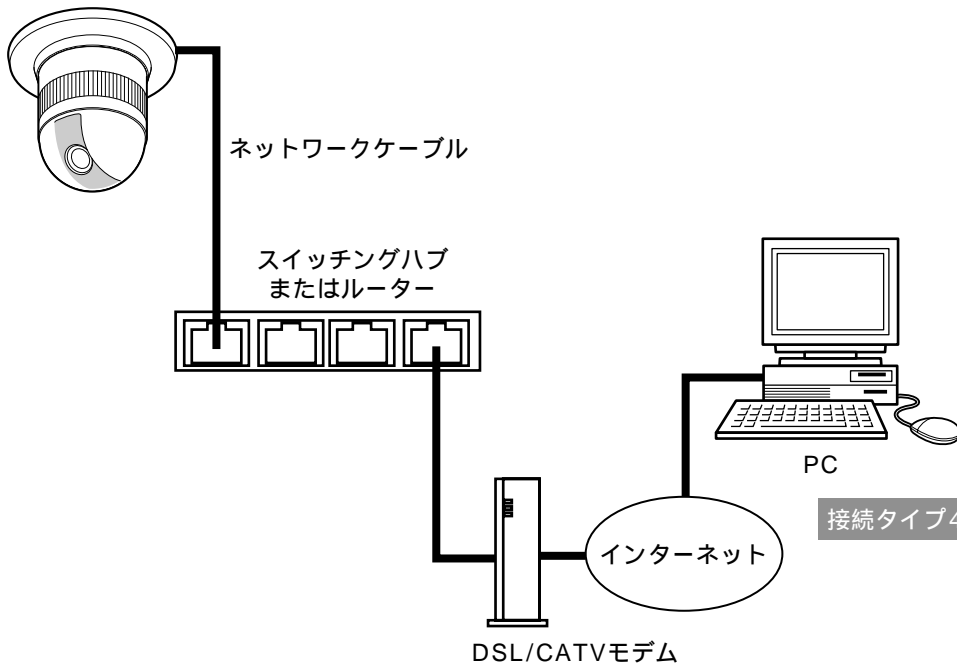 ネットワークケーブル
スイッチングハブ
またはルーター
PC
接続タイプ4
インターネット
DSL/CATVモデム